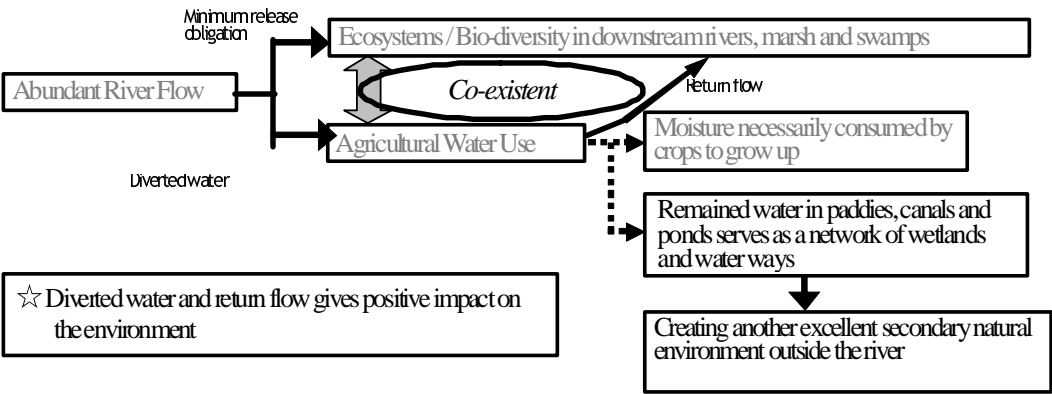 Minimum release
obligation
Ecosystems / Bio-diversity in downstream rivers, marsh and swamps
Abundant River Flow
Co-existent
Return flow
Agricultural Water Use
Moisture necessarily consumed by
crops to grow up
Diverted water
Remained water in paddies, canals and
ponds serves as a network of wetlands
and water ways
☆ Diverted water and return flow gives positive impact on
the environment
Creating another excellent secondary natural
environment outside the river